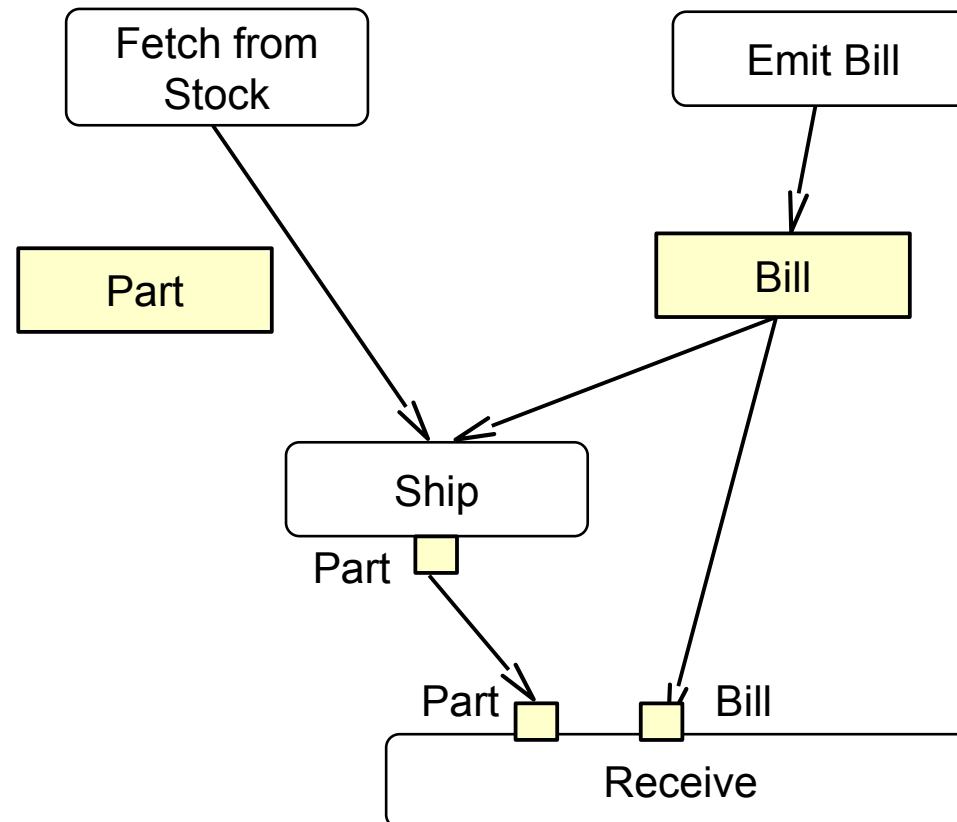 Fetch from
Stock
Emit Bill
Part
Bill
Ship
Part
Part
Bill
Receive